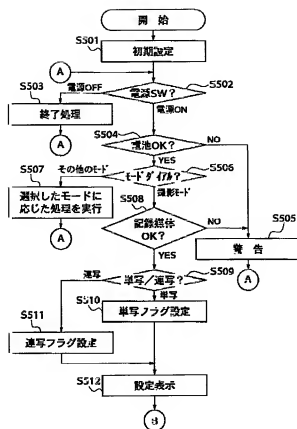 開 始
S501
初期設定
A
S502
電源OFF
電源SW?
S503
終了処理
電源ON
S504
A
電池OK?
NO
YES
S506
S507
その他のモード
モードダイアル?
選択したモードに
応じた処理を実行
撮影モード
S508
A
記録媒体
OK?
NO
S505
警 告
YES
A
S509
連写
単写/連写?
単写
S510
単写フラグ設定
S511
連写フラグ設定
S512
設定表示
B